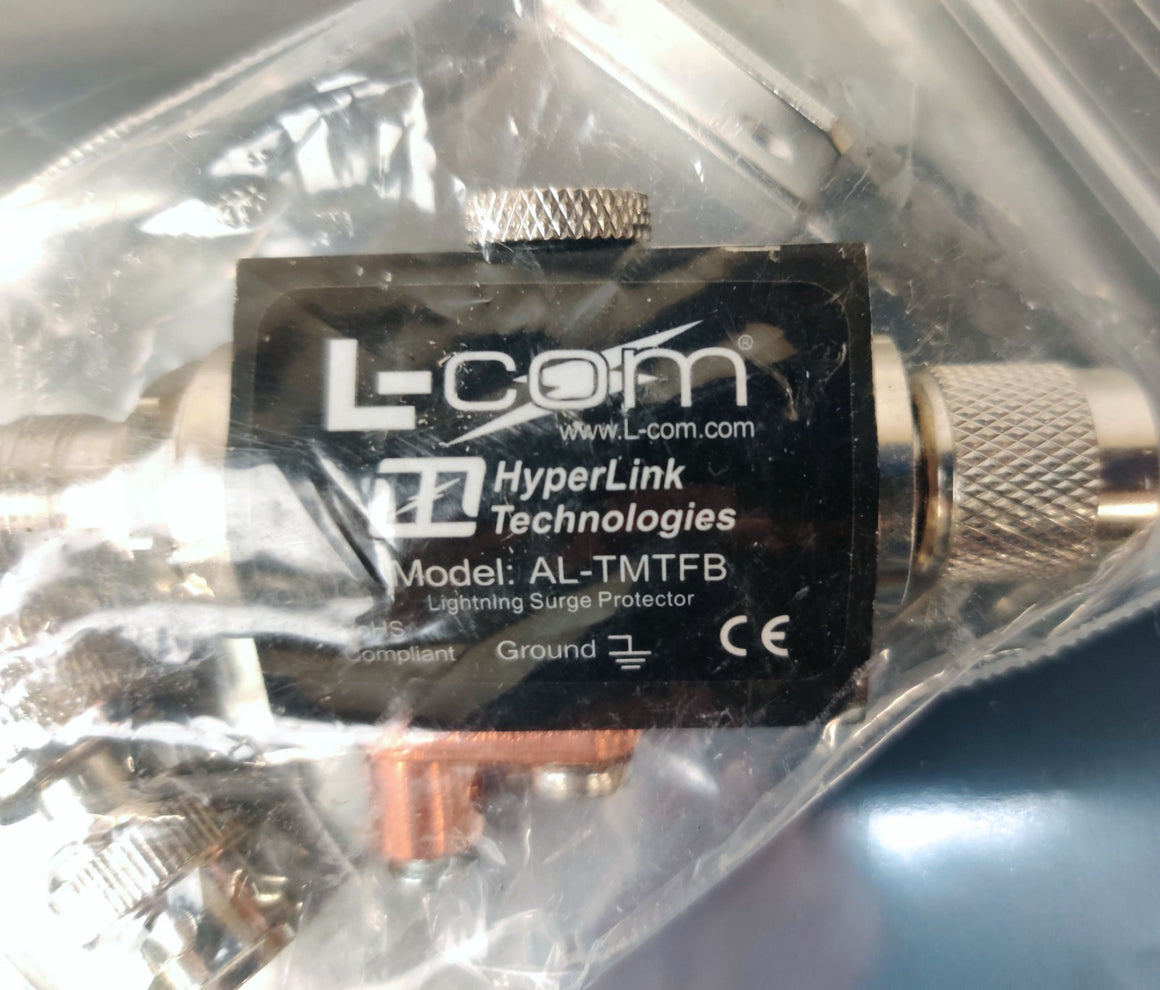 L-com®
www.L-com.com
HyperLink
Technologies
Model: AL-TMTFB
Lightning Surge Protector
Compliant
Ground
CE